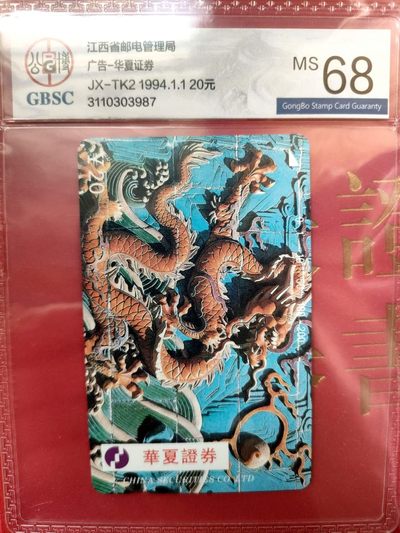 江西省邮电管理局
广告-华夏证券
JX-TK2 1994.1.1 20元
3110303987
GBSC
MS 68
GongBo Stamp Card Guaranty
¥20
華夏證券
CHINA SECURITIES CO. LTD
證書